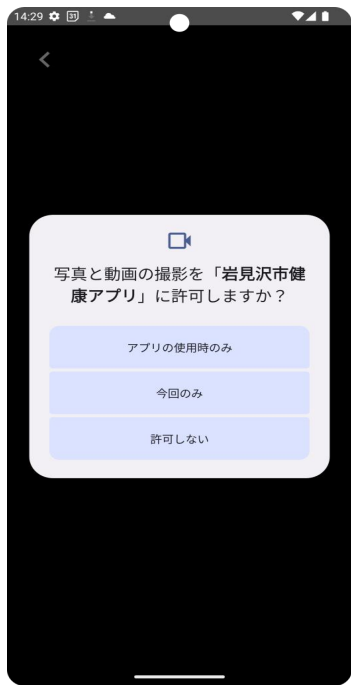 14:29
31
写真と動画の撮影を「岩見沢市健
康アプリ」に許可しますか？
アプリの使用時のみ
今回のみ
許可しない